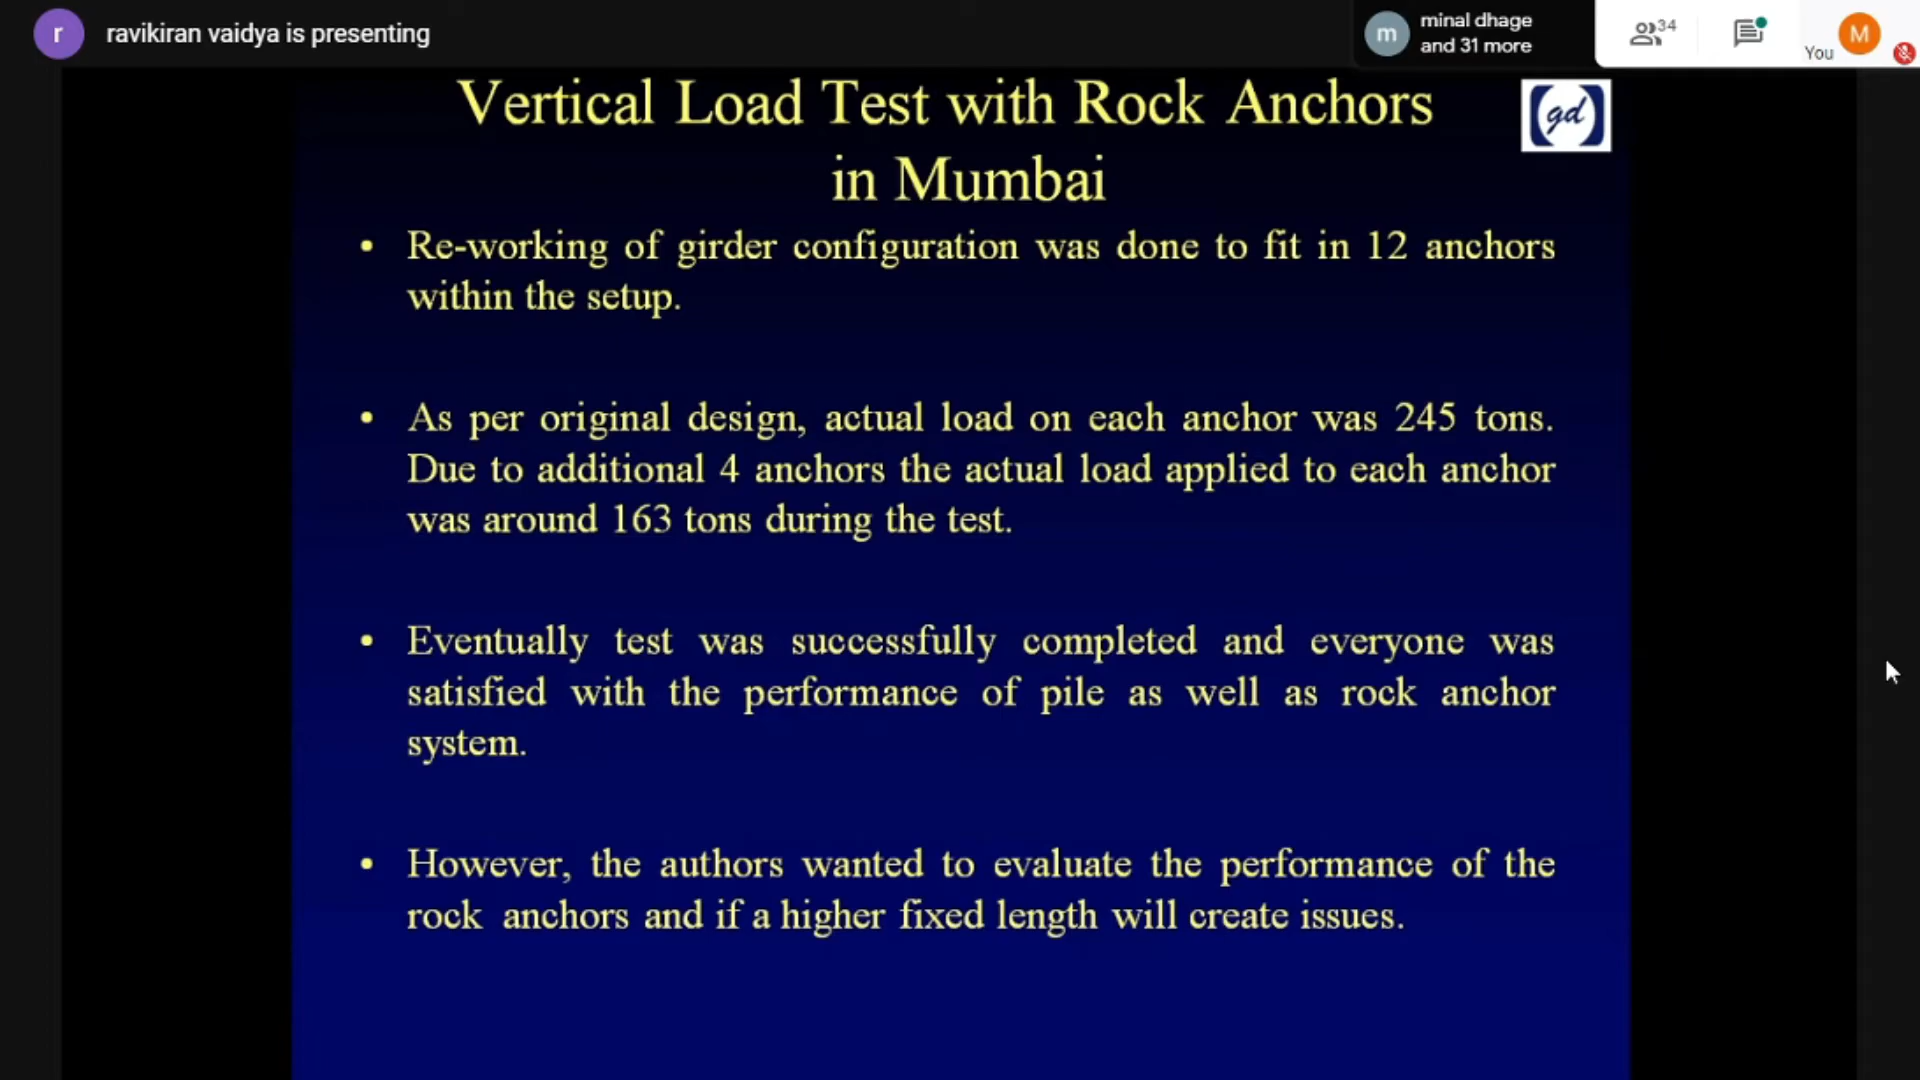 r
ravikiran vaidya is presenting
m
minal dhage
and 31 more
34
You
M
Vertical Load Test with Rock Anchors
in Mumbai
gd
• Re-working of girder configuration was done to fit in 12 anchors
within the setup.
• As per original design, actual load on each anchor was 245 tons.
Due to additional 4 anchors the actual load applied to each anchor
was around 163 tons during the test.
• Eventually test was successfully completed and everyone was
satisfied with the performance of pile as well as rock anchor
system.
• However, the authors wanted to evaluate the performance of the
rock anchors and if a higher fixed length will create issues.